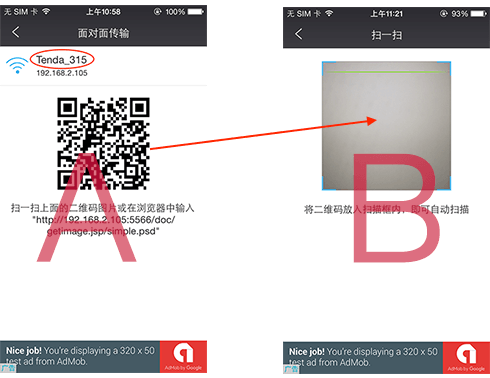 无 SIM 卡 上午10:58 100%
面对面传输
Tenda_315
192.168.2.105
扫一扫上面的二维码图片或在浏览器中输入
"http://192.168.2.105:5566/doc/
getimage.jsp/simple.psd"
A
Nice job! You're displaying a 320 x 50
test ad from AdMob.
AdMob by Google
广告
无 SIM 卡 上午11:21 93%
扫一扫
将二维码放入扫描框内，即可自动扫描
B
Nice job! You're displaying a 320 x 50
test ad from AdMob.
AdMob by Google
广告